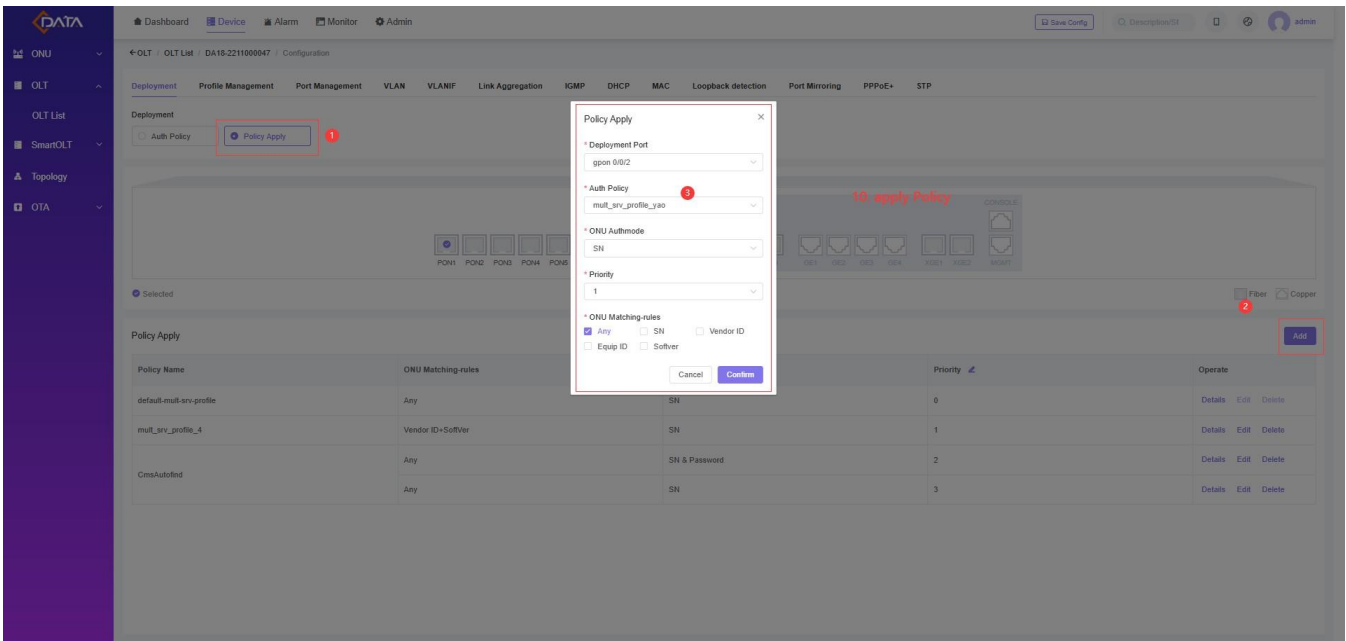 DATA
Dashboard Device Alarm Monitor Admin
Save Config
Description/S
admin
ONU
OLT
OLT List
SmartOLT
Topology
OTA
OLT / OLT List / DA18-2211000047 / Configuration
Deployment Profile Management Port Management VLAN VLANIF Link Aggregation IGMP DHCP MAC Loopback detection Port Mirroring PPPoE+ STP
Deployment
Auth Policy Policy Apply 1
10. apply Policy
CONSOLE
PON1 PON2 PON3 PON4 PON5
GE1 GE2 GE3 GE4 XGE1 XGE2 MGMT
Selected
Fiber Copper
2
Policy Apply
Add
Policy Name ONU Matching-rules Priority Operate
default-mult-srv-profile Any SN 0 Details Edit Delete
mult_srv_profile_4 Vendor ID+SoftVer SN 1 Details Edit Delete
CmsAutofind
Any SN & Password 2 Details Edit Delete
Any SN 3 Details Edit Delete
Policy Apply
* Deployment Port
gpon 0/0/2
* Auth Policy
3
mult_srv_profile_yao
* ONU Authmode
SN
* Priority
1
* ONU Matching-rules
Any SN Vendor ID
Equip ID Softver
Cancel Confirm